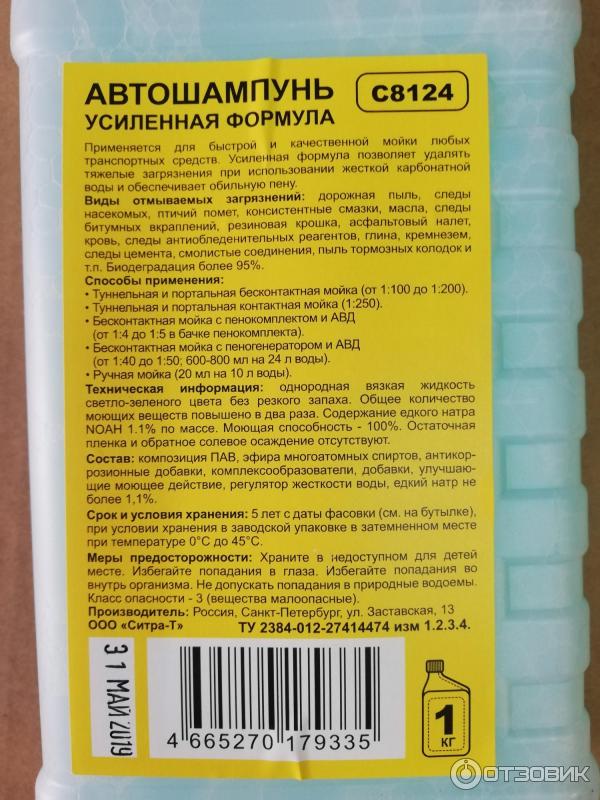 АВТОШАМПУНЬ
С8124
УСИЛЕННАЯ ФОРМУЛА
Применяется для быстрой и качественной мойки любых
транспортных средств. Усиленная формула позволяет удалять
тяжелые загрязнения при использовании жесткой карбонатной
воды и обеспечивает обильную пену.
Виды отмываемых загрязнений: дорожная пыль, следы
насекомых, птичий помет, консистентные смазки, масла, следы
битумных вкраплений, резиновая крошка, асфальтовый налет,
кровь, следы антиобледенительных реагентов, глина, кремнезем,
следы цемента, смолистые соединения, пыль тормозных колодок и
т.п. Биодеградация более 95%.
Способы применения:
• Туннельная и портальная бесконтактная мойка (от 1:100 до 1:200).
• Туннельная и портальная контактная мойка (1:250).
• Бесконтактная мойка с пенокомплектом и АВД
(от 1:4 до 1:5 в бачке пенокомплекта).
• Бесконтактная мойка с пеногенератором и АВД
(от 1:40 до 1:50; 600-800 мл на 24 л воды).
• Ручная мойка (20 мл на 10 л воды).
Техническая информация: однородная вязкая жидкость
светло-зеленого цвета без резкого запаха. Общее количество
моющих веществ повышено в два раза. Содержание едкого натра
NOAH 1.1% по массе. Моющая способность - 100%. Остаточная
пленка и обратное солевое осаждение отсутствуют.
Состав: композиция ПАВ, эфира многоатомных спиртов, антикор-
розионные добавки, комплексообразователи, добавки, улучшаю-
щие моющее действие, регулятор жесткости воды, едкий натр не
более 1,1%.
Срок и условия хранения: 5 лет с даты фасовки (см. на бутылке),
при условии хранения в заводской упаковке в затемненном месте
при температуре 0°С до 45°С.
Меры предосторожности: Храните в недоступном для детей
месте. Избегайте попадания в глаза. Избегайте попадания во
внутрь организма. Не допускать попадания в природные водоемы.
Класс опасности - 3 (вещества малоопасные).
Производитель: Россия, Санкт-Петербург, ул. Заставская, 13
ООО «Ситра-Т» ТУ 2384-012-27414474 изм 1.2.3.4.
31 МАЙ 2019
4 665270 179335
1
КГ
ОТЗОВИК